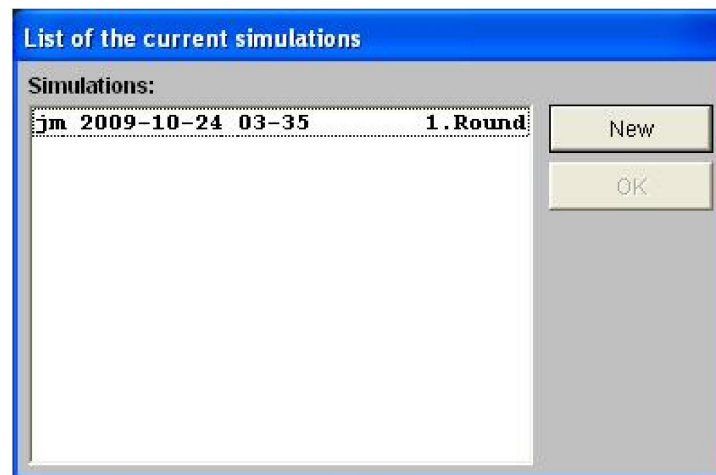 List of the current simulations
Simulations:
jm 2009-10-24 03-35 1.Round
New
OK